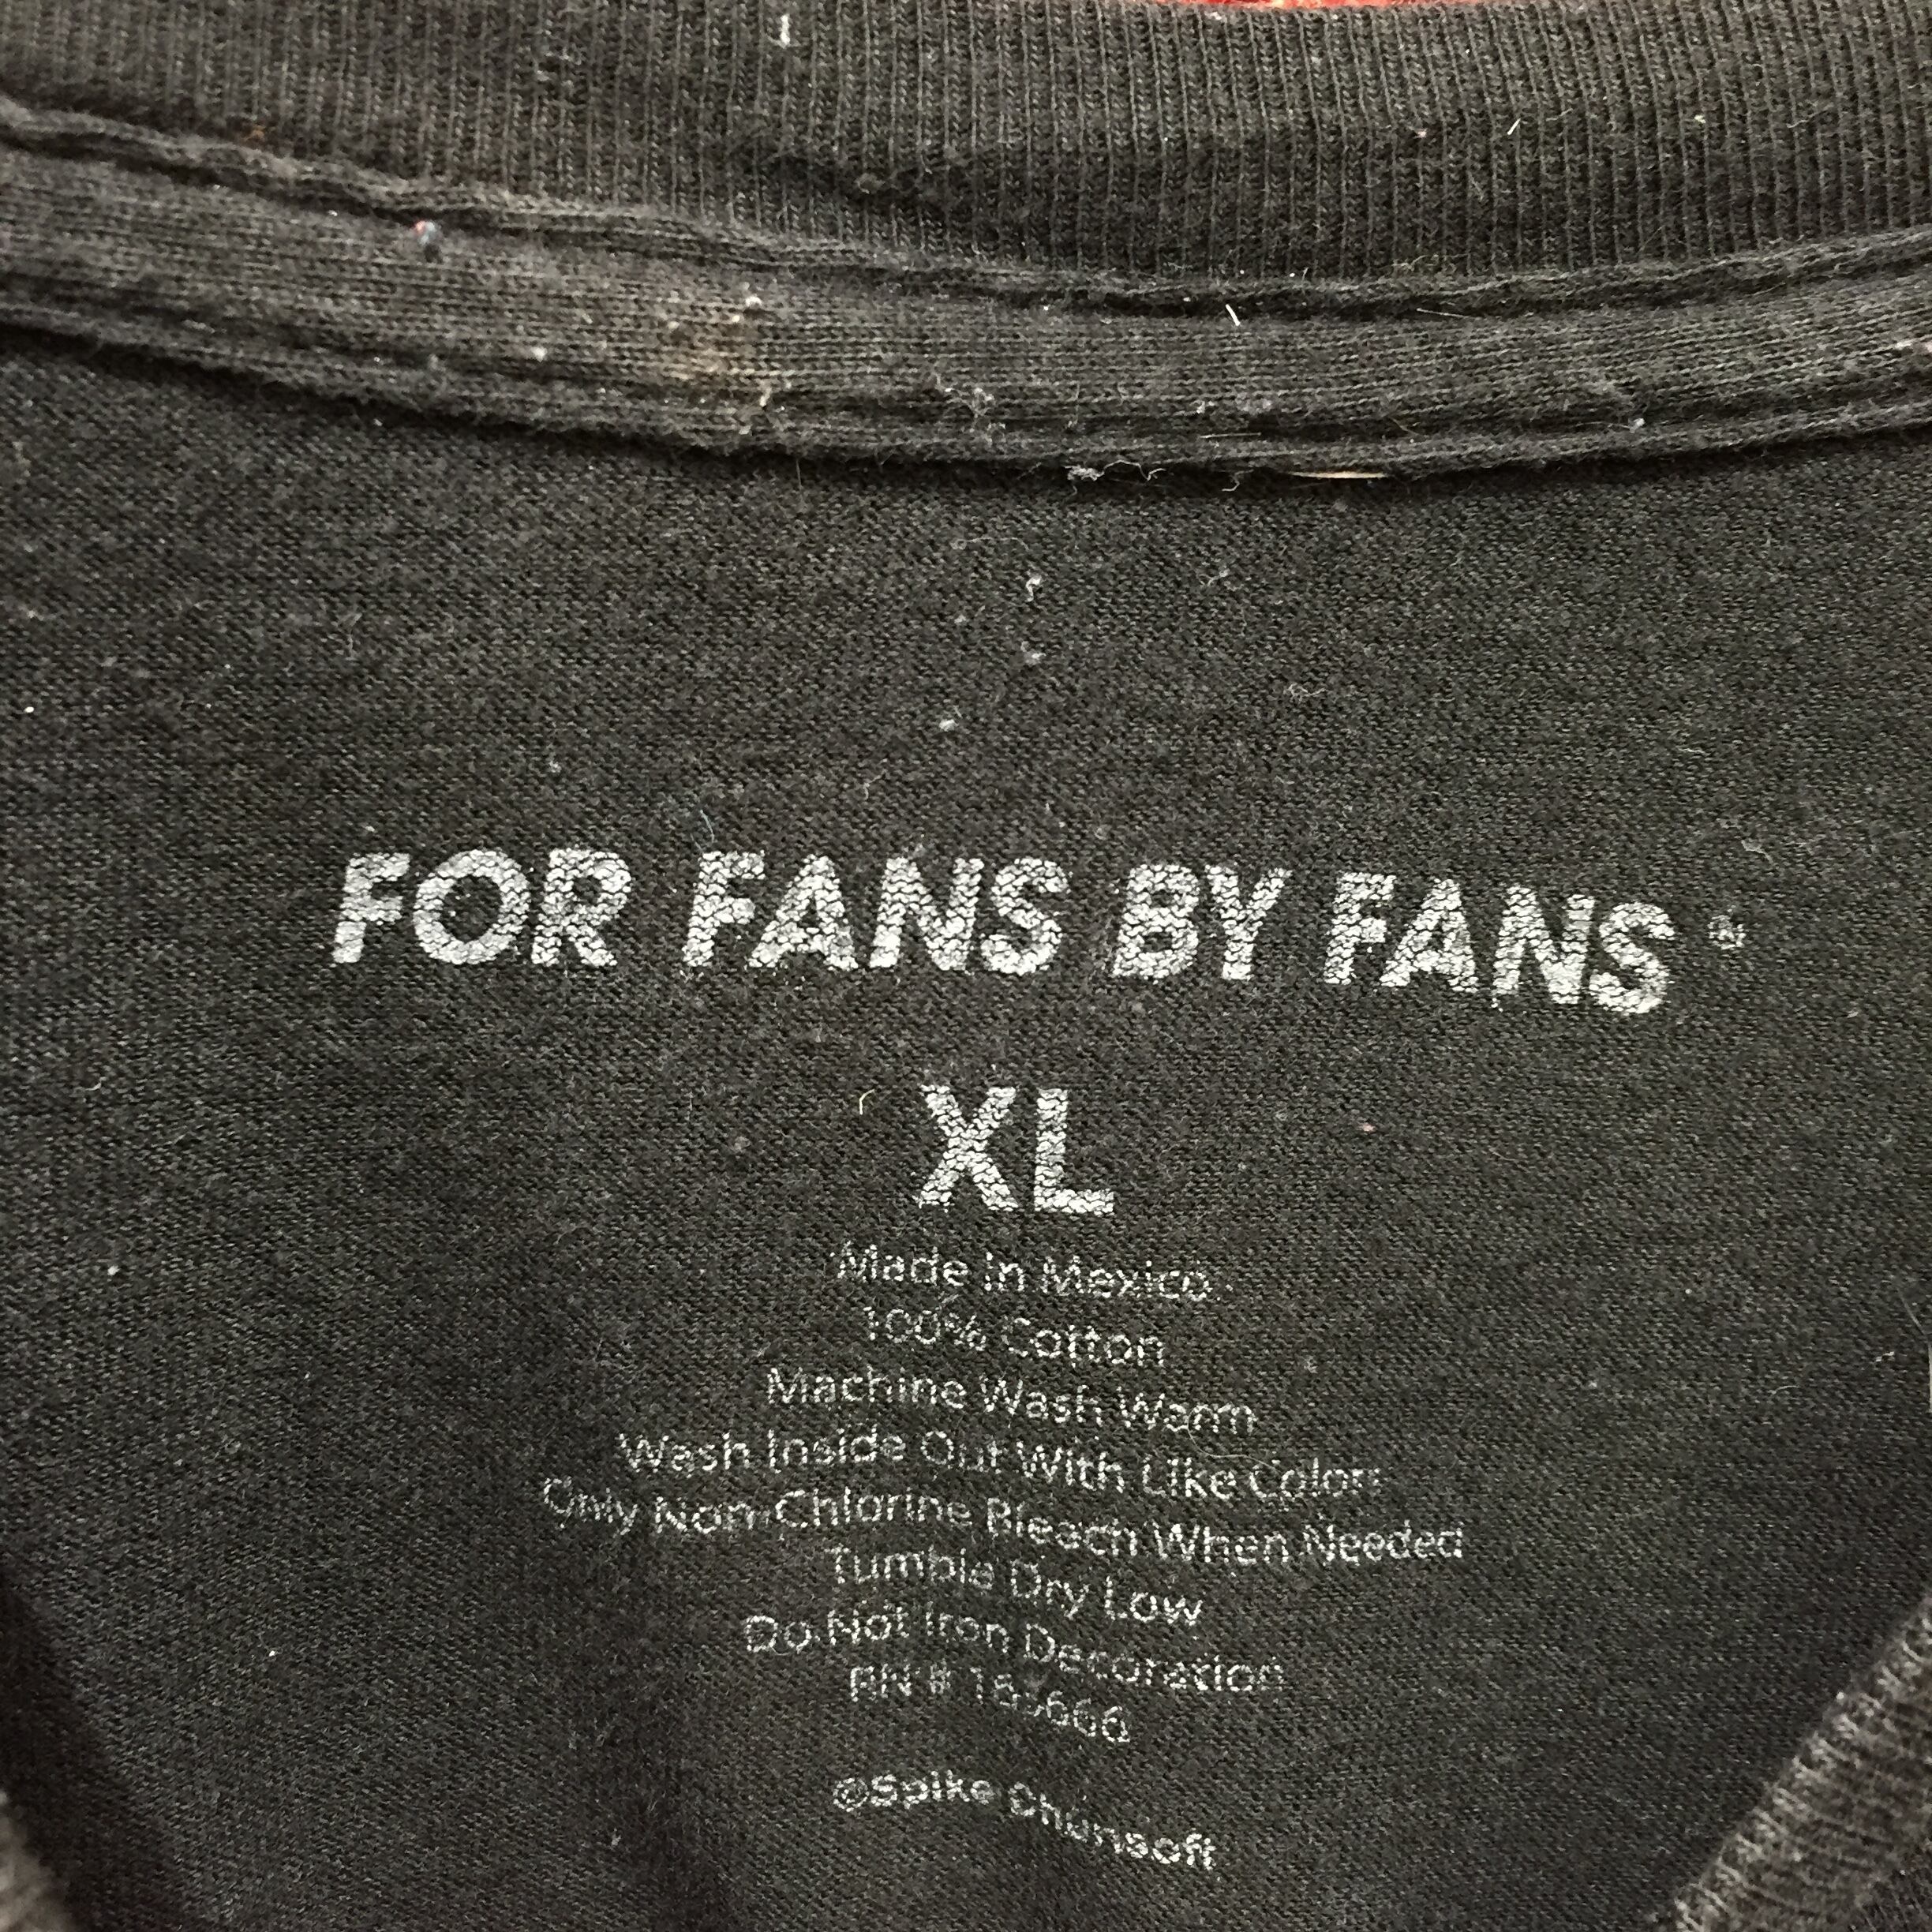 FOR FANS BY FANS ®
XL
Made In Mexico
100% Cotton
Machine Wash Warm
Wash Inside Out With Like Colors
Only Non-Chlorine Bleach When Needed
Tumble Dry Low
Do Not Iron Decoration
RN #
©Spike Chunsoft